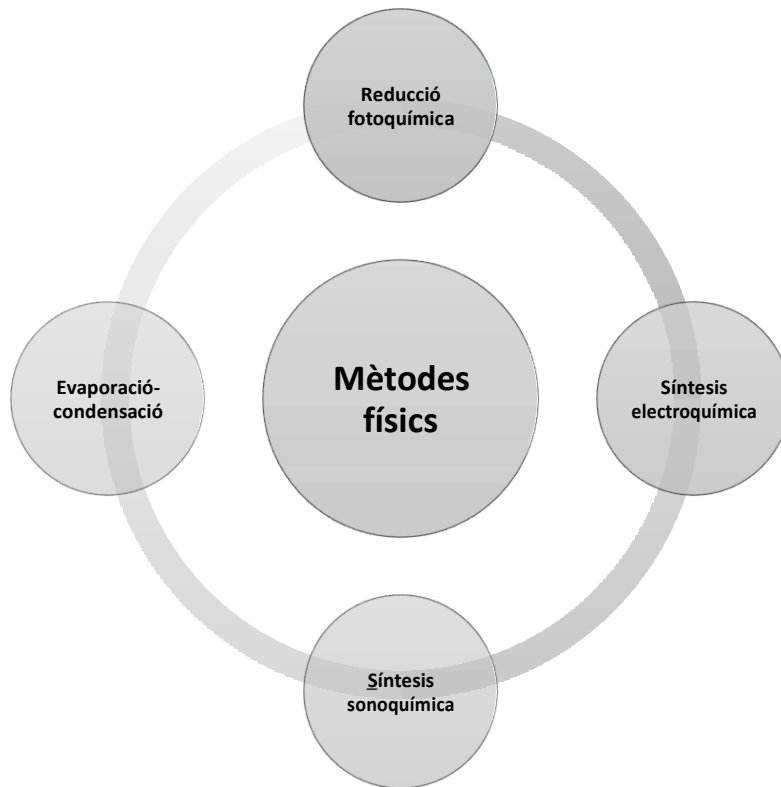 Reducció
fotoquímica
Evaporació-
condensació
Mètodes
físics
Síntesis
electroquímica
Síntesis
sonoquímica